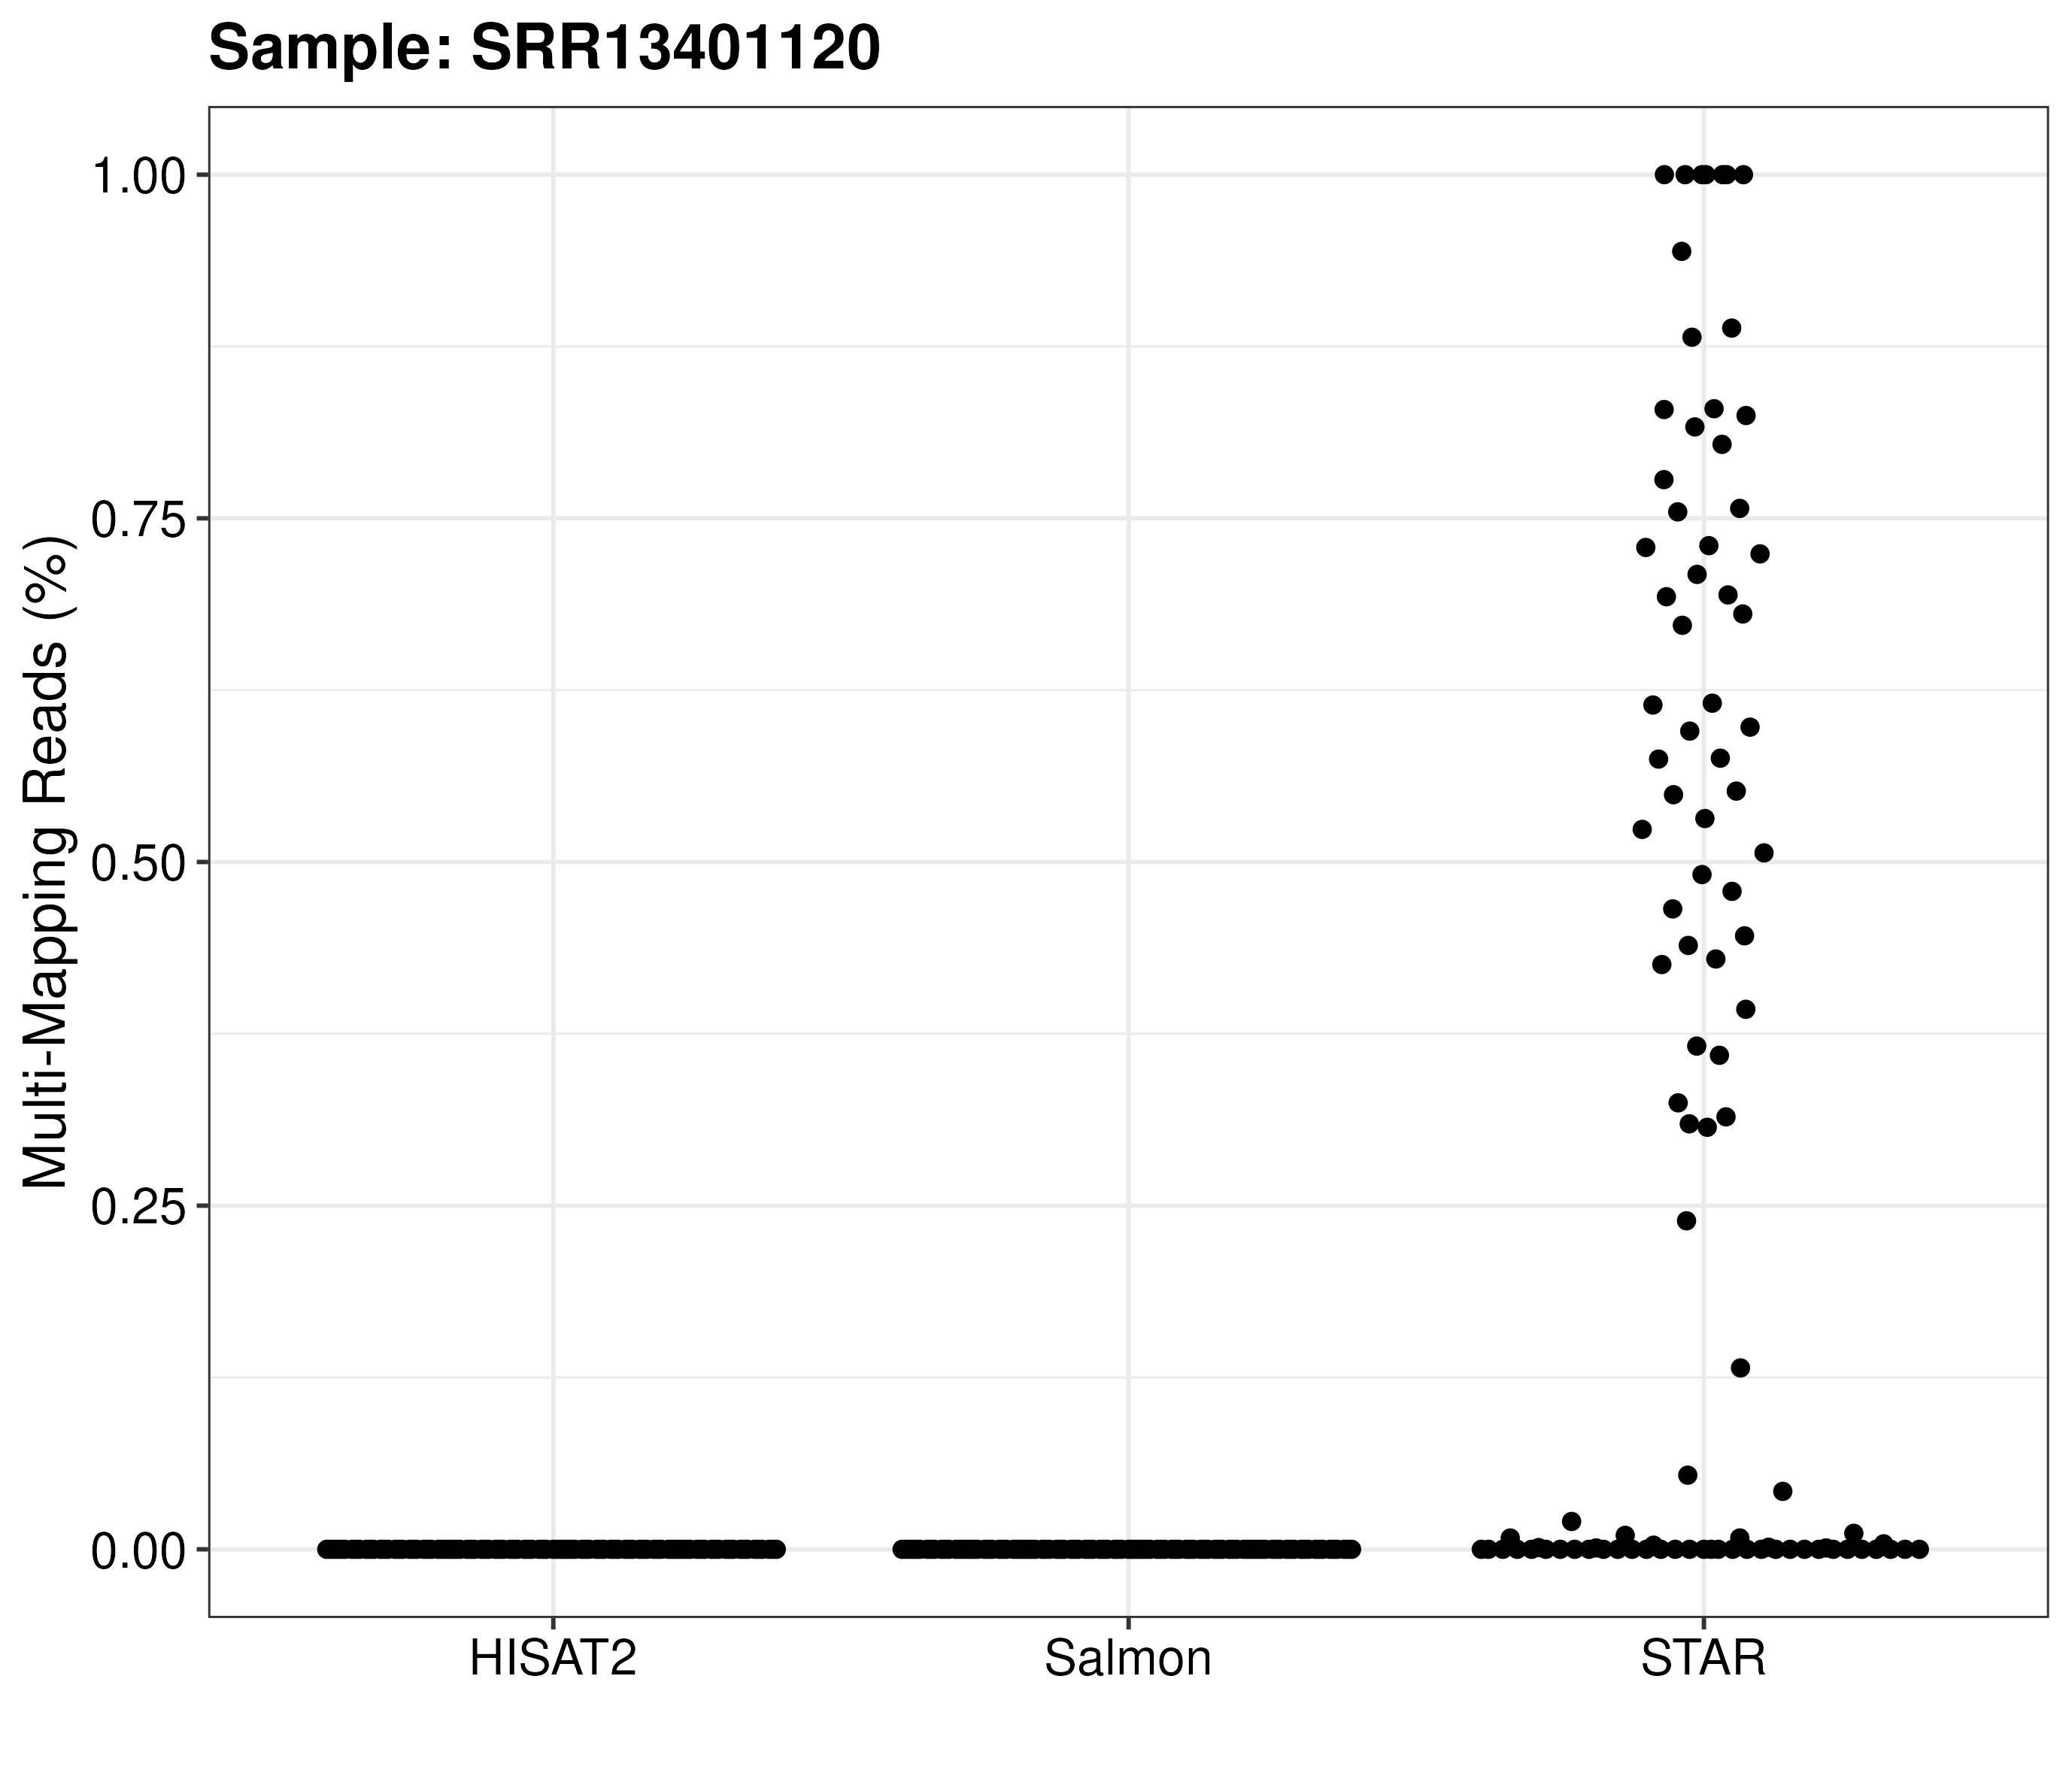 Sample: SRR13401120
Multi-Mapping Reads (%)
1.00
0.75
0.50
0.25
0.00
HISAT2
Salmon
STAR